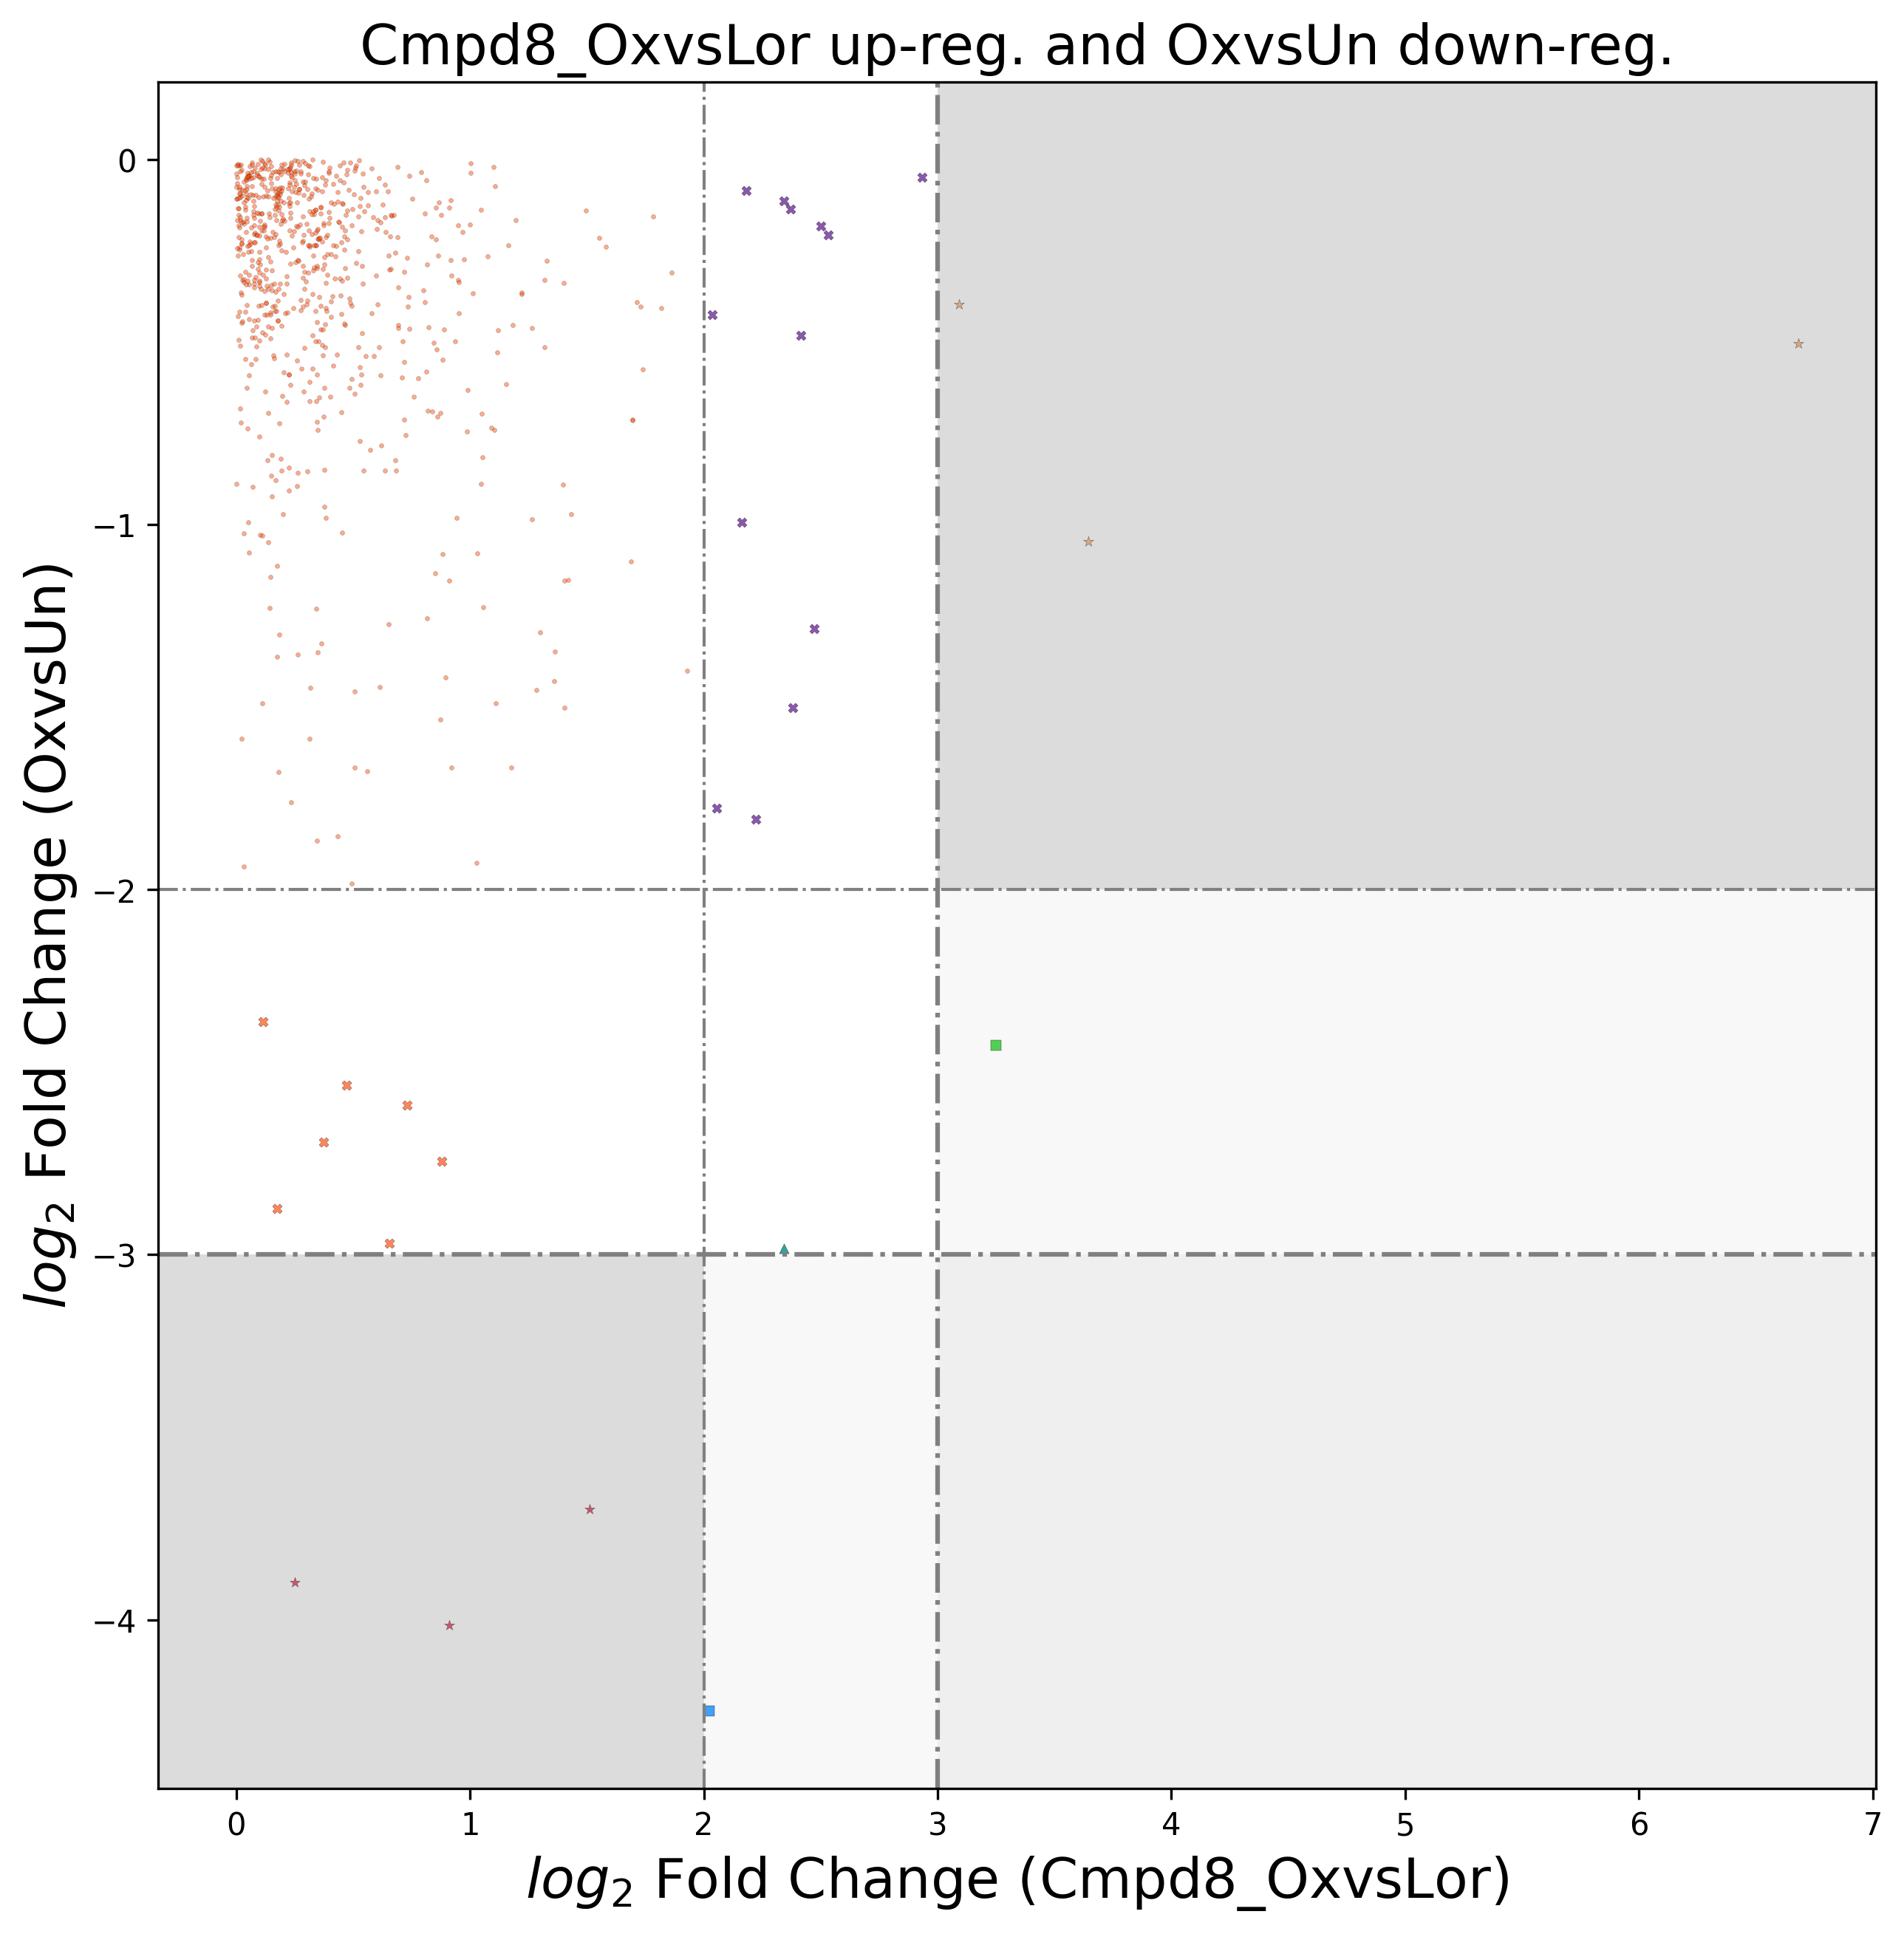 Cmpd8_OxvsLor up-reg. and OxvsUn down-reg.
log₂ Fold Change (OxvsUn)
0
−1
−2
−3
−4
0 1 2 3 4 5 6 7
log₂ Fold Change (Cmpd8_OxvsLor)